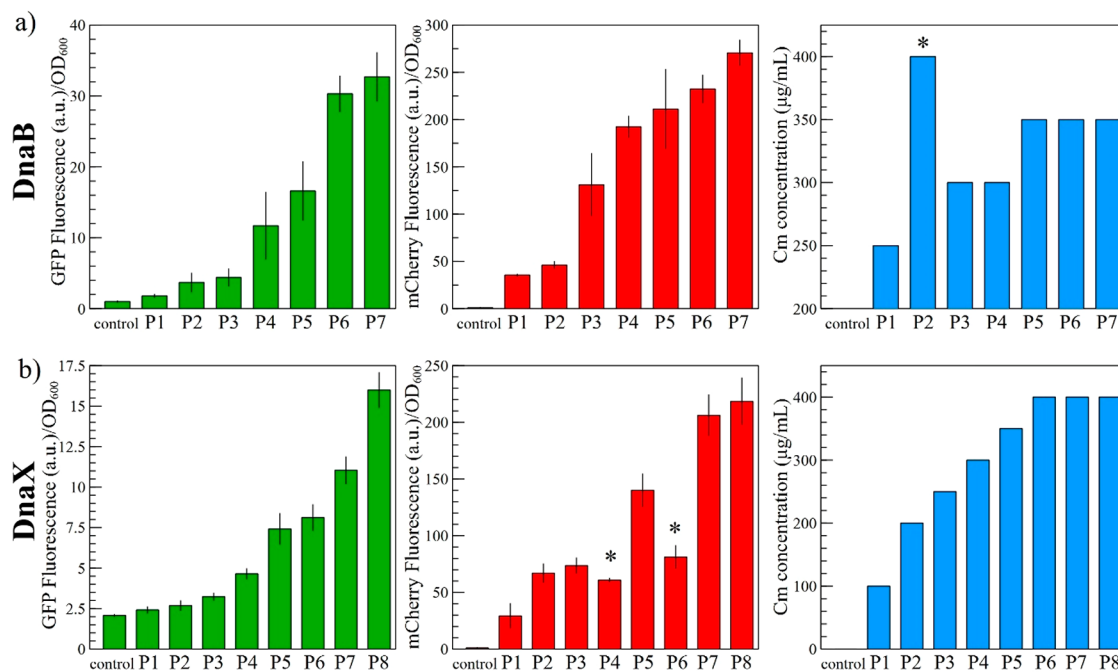 a)
DnaB
GFP Fluorescence (a.u.)/OD600
40
30
20
10
0
control P1 P2 P3 P4 P5 P6 P7
mCherry Fluorescence (a.u.)/OD600
300
250
200
150
100
50
0
control P1 P2 P3 P4 P5 P6 P7
Cm concentration (µg/mL)
400
350
300
250
200
*
P1 P2 P3 P4 P5 P6 P7
b)
DnaX
GFP Fluorescence (a.u.)/OD600
17.5
15
12.5
10
7.5
5
2.5
0
control P1 P2 P3 P4 P5 P6 P7 P8
mCherry Fluorescence (a.u.)/OD600
250
200
150
100
50
0
* *
control P1 P2 P3 P4 P5 P6 P7 P8
Cm concentration (µg/mL)
400
300
200
100
0
P1 P2 P3 P4 P5 P6 P7 P8